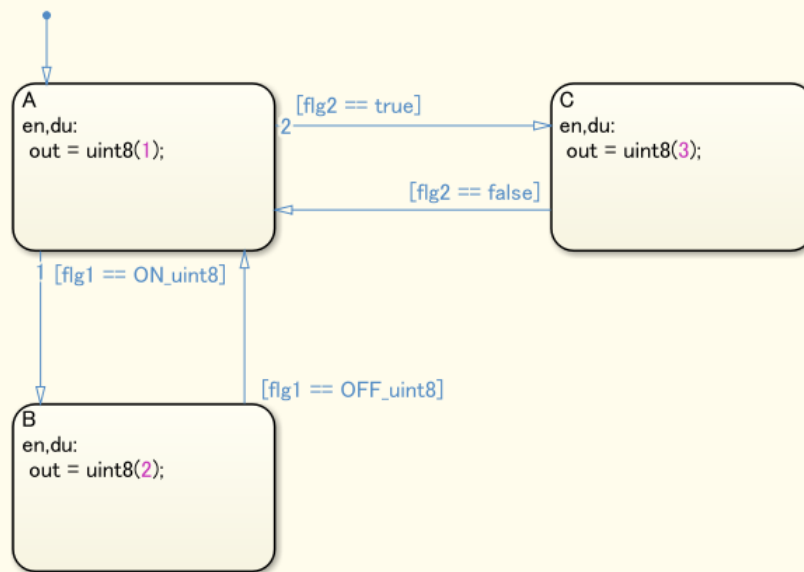 A
en,du:
out = uint8(1);
2
[flg2 == true]
C
en,du:
out = uint8(3);
[flg2 == false]
1
[flg1 == ON_uint8]
[flg1 == OFF_uint8]
B
en,du:
out = uint8(2);